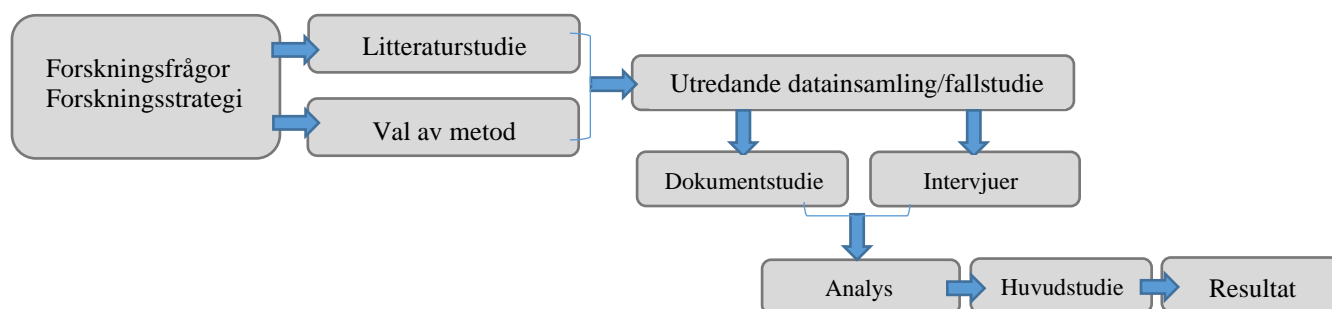 Forskningsfrågor
Forskningsstrategi
Litteraturstudie
Val av metod
Utredande datainsamling/fallstudie
Dokumentstudie
Intervjuer
Analys
Huvudstudie
Resultat